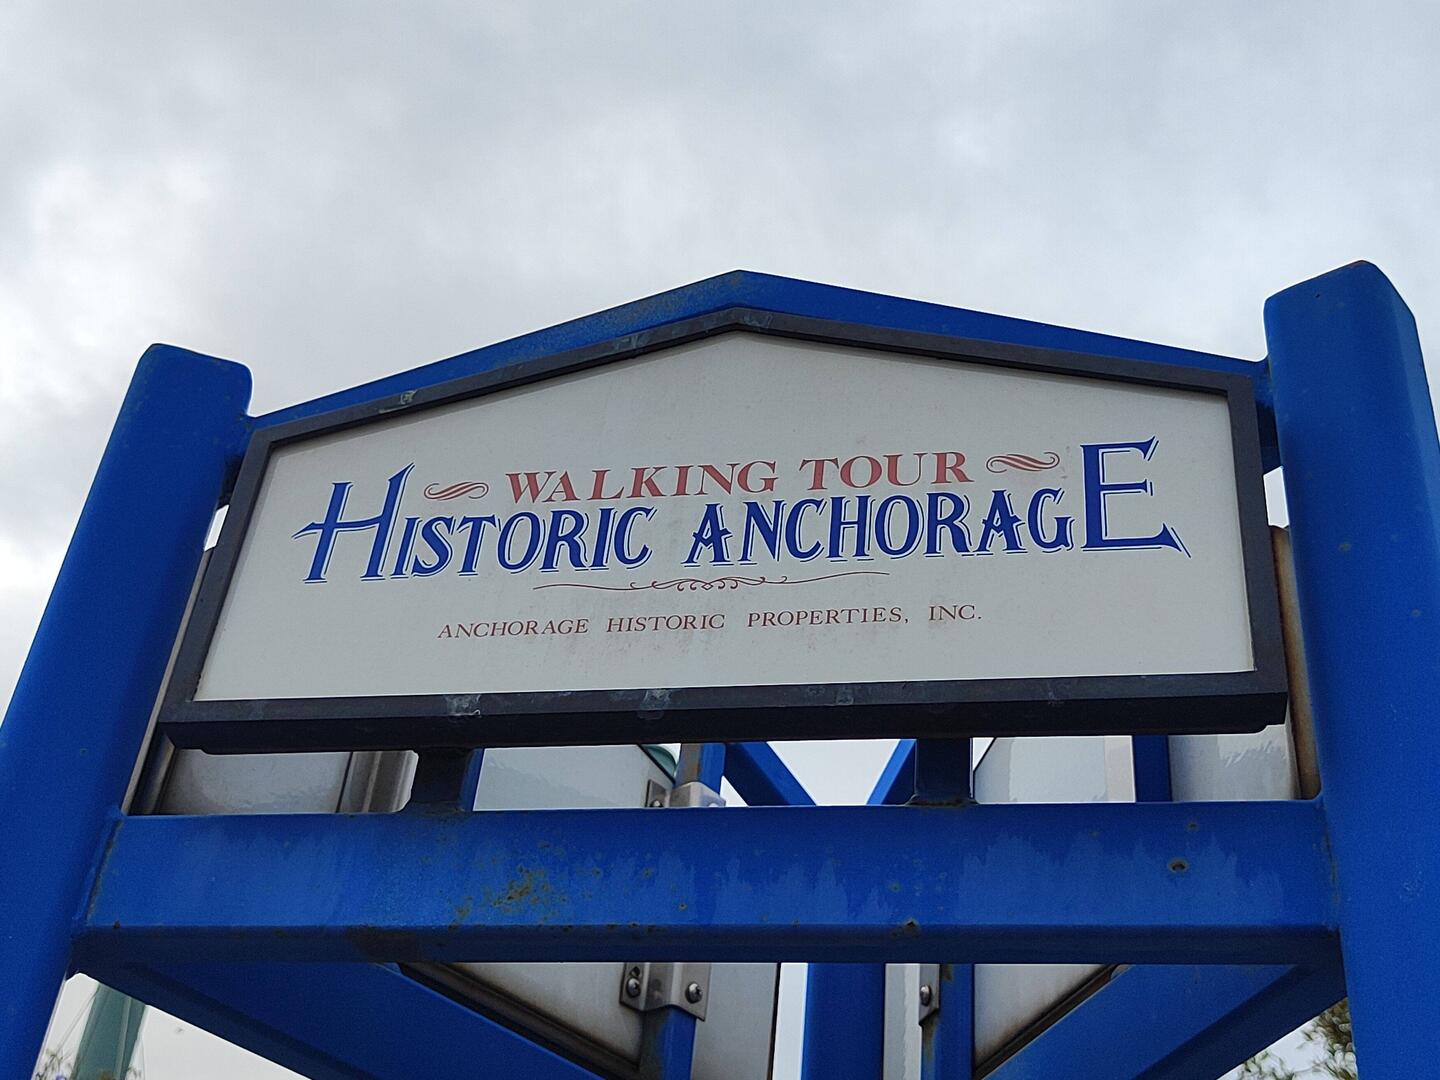 WALKING TOUR
HISTORIC ANCHORAGE
ANCHORAGE HISTORIC PROPERTIES, INC.